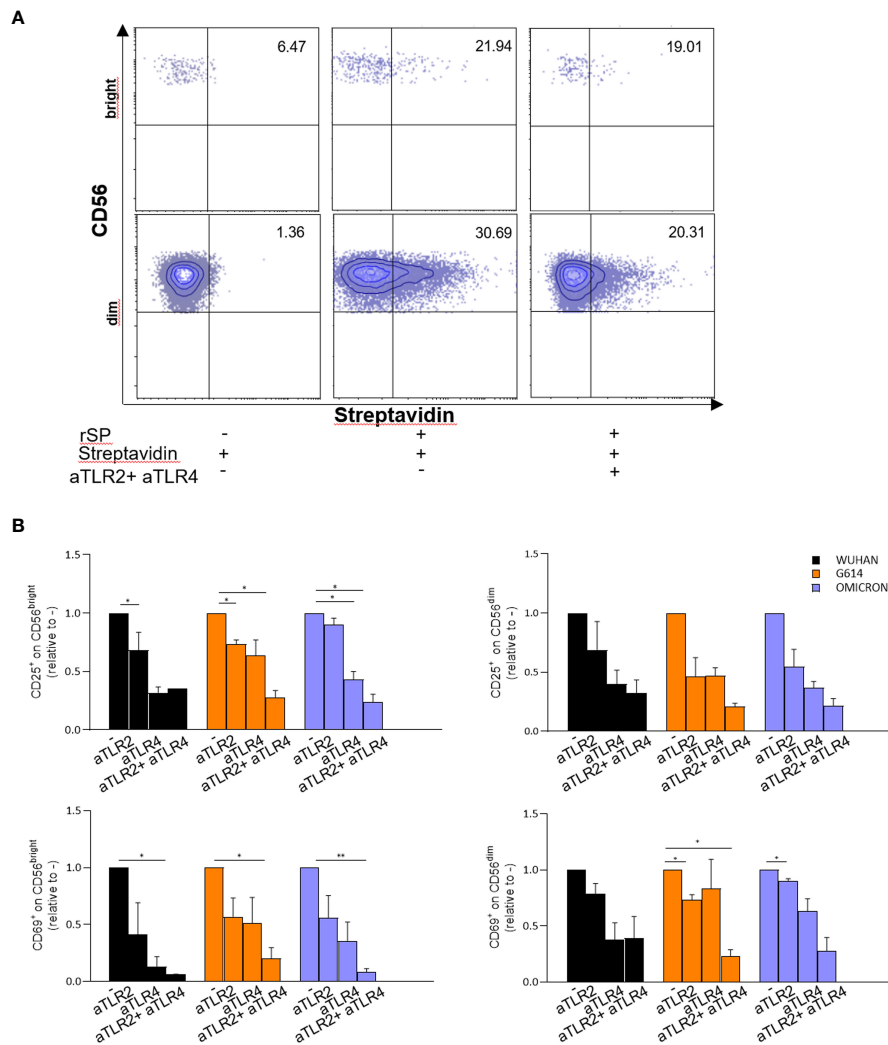 A
6.47
21.94
19.01
bright
CD56
1.36
30.69
20.31
dim
Streptavidin
rSP - + +
Streptavidin + + +
aTLR2+ aTLR4 - - +
B
1.5
1.0
0.5
0.0
CD25+ on CD56bright
(relative to -)
* * * * *
- aTLR2 aTLR4 aTLR2+ aTLR4
- aTLR2 aTLR4 aTLR2+ aTLR4
- aTLR2 aTLR4 aTLR2+ aTLR4
1.5
1.0
0.5
0.0
CD25+ on CD56dim
(relative to -)
WUHAN
G614
OMICRON
- aTLR2 aTLR4 aTLR2+ aTLR4
- aTLR2 aTLR4 aTLR2+ aTLR4
- aTLR2 aTLR4 aTLR2+ aTLR4
1.5
1.0
0.5
0.0
CD69+ on CD56bright
(relative to -)
* * **
- aTLR2 aTLR4 aTLR2+ aTLR4
- aTLR2 aTLR4 aTLR2+ aTLR4
- aTLR2 aTLR4 aTLR2+ aTLR4
1.5
1.0
0.5
0.0
CD69+ on CD56dim
(relative to -)
* * *
- aTLR2 aTLR4 aTLR2+ aTLR4
- aTLR2 aTLR4 aTLR2+ aTLR4
- aTLR2 aTLR4 aTLR2+ aTLR4